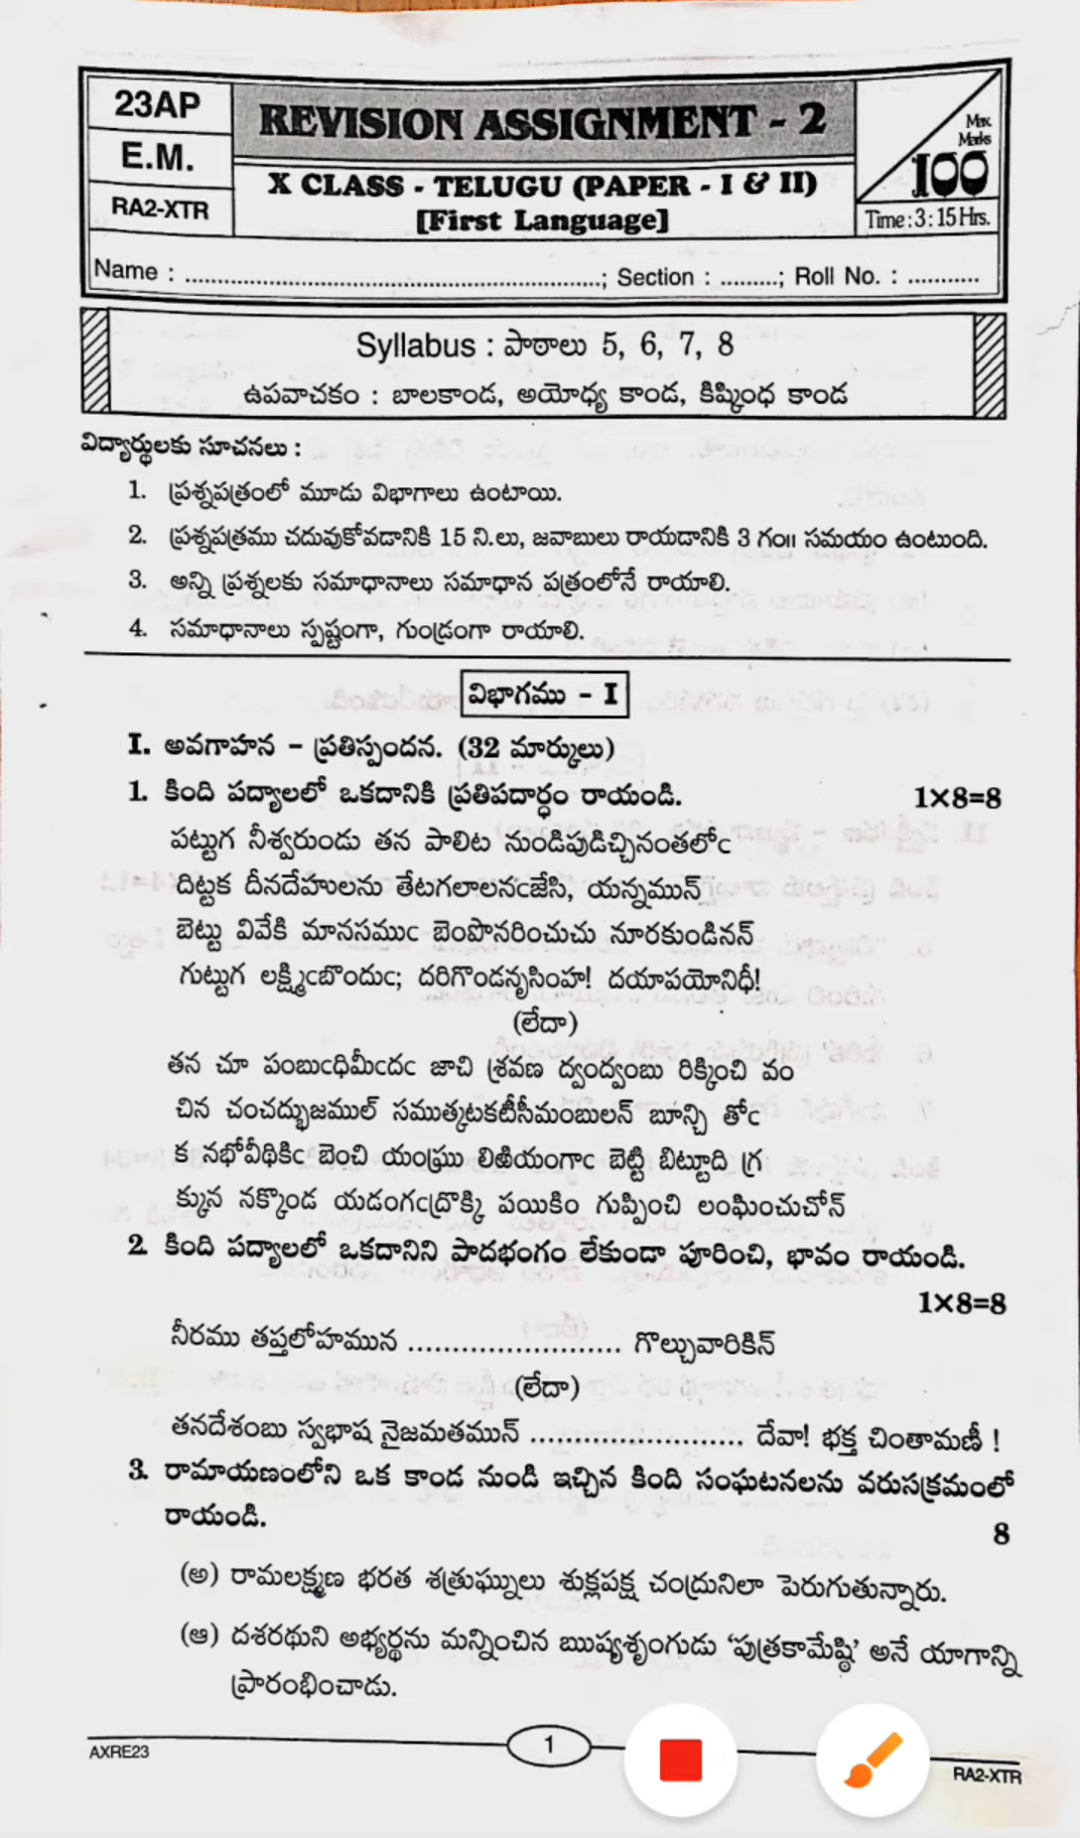 23AP
E.M.
RA2-XTR
REVISION ASSIGNMENT - 2
X CLASS - TELUGU (PAPER - I & II)
[First Language]
Max. Marks
100
Time : 3 : 15 Hrs.
Name : ..........................................................; Section : .........; Roll No. : ...........
Syllabus : పాఠాలు 5, 6, 7, 8
ఉపవాచకం : బాలకాండ, అయోధ్య కాండ, కిష్కింధ కాండ
విద్యార్థులకు సూచనలు :
1. ప్రశ్నపత్రంలో మూడు విభాగాలు ఉంటాయి.
2. ప్రశ్నపత్రము చదువుకోవడానికి 15 ని.లు, జవాబులు రాయడానికి 3 గం॥ సమయం ఉంటుంది.
3. అన్ని ప్రశ్నలకు సమాధానాలు సమాధాన పత్రంలోనే రాయాలి.
4. సమాధానాలు స్పష్టంగా, గుండ్రంగా రాయాలి.
విభాగము - I
I. అవగాహన - ప్రతిస్పందన. (32 మార్కులు)
1. కింది పద్యాలలో ఒకదానికి ప్రతిపదార్థం రాయండి. 1×8=8
పట్టుగ నీశ్వరుండు తన పాలిట నుండిపుడిచ్చినంతలోఁ
దిట్టక దీనదేహులను తేటగలాలనఁజేసి, యన్నమున్
బెట్టు వివేకి మానసముఁ బెంపొనరించుచు నూరకుండినన్
గుట్టుగ లక్ష్మిఁబొందుఁ; దరిగొండనృసింహ! దయాపయోనిధీ!
(లేదా)
తన చూ పంబుఁధిమీఁదఁ జాచి శ్రవణ ద్వంద్వంబు రిక్కించి వం
చిన చంచద్భుజముల్ సముత్కటకటీసీమంబులన్ బూన్చి తోఁ
క నభోవీథికిఁ బెంచి యంఘ్రు లిఱియంగాఁ బెట్టి బిట్టూది గ్ర
క్కున నక్కొండ యడంగఁద్రొక్కి పయికిం గుప్పించి లంఘించుచోన్
2. కింది పద్యాలలో ఒకదానిని పాదభంగం లేకుండా పూరించి, భావం రాయండి.
1×8=8
నీరము తప్తలోహమున ........................ గొల్చువారికిన్
(లేదా)
తనదేశంబు స్వభాష నైజమతమున్ ........................ దేవా! భక్త చింతామణీ !
3. రామాయణంలోని ఒక కాండ నుండి ఇచ్చిన కింది సంఘటనలను వరుసక్రమంలో
రాయండి. 8
(అ) రామలక్ష్మణ భరత శత్రుఘ్నులు శుక్లపక్ష చంద్రునిలా పెరుగుతున్నారు.
(ఆ) దశరథుని అభ్యర్థను మన్నించిన ఋష్యశృంగుడు 'పుత్రకామేష్ఠి' అనే యాగాన్ని
ప్రారంభించాడు.
AXRE23
1
RA2-XTR